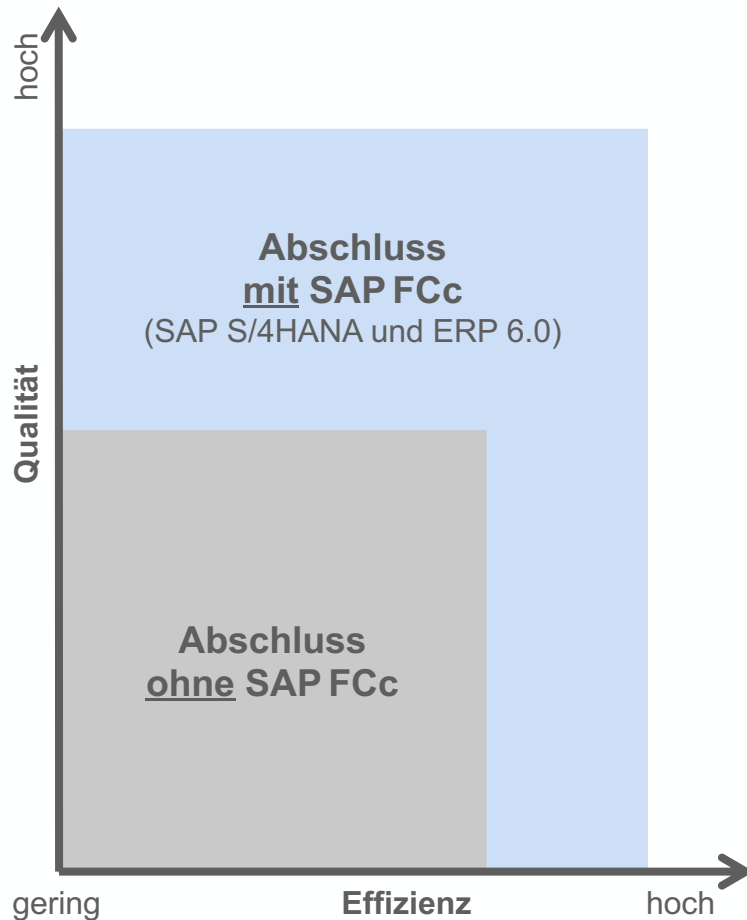 hoch
Abschluss
mit SAP FCc
(SAP S/4HANA und ERP 6.0)
Qualität
Abschluss
ohne SAP FCc
gering
Effizienz
hoch